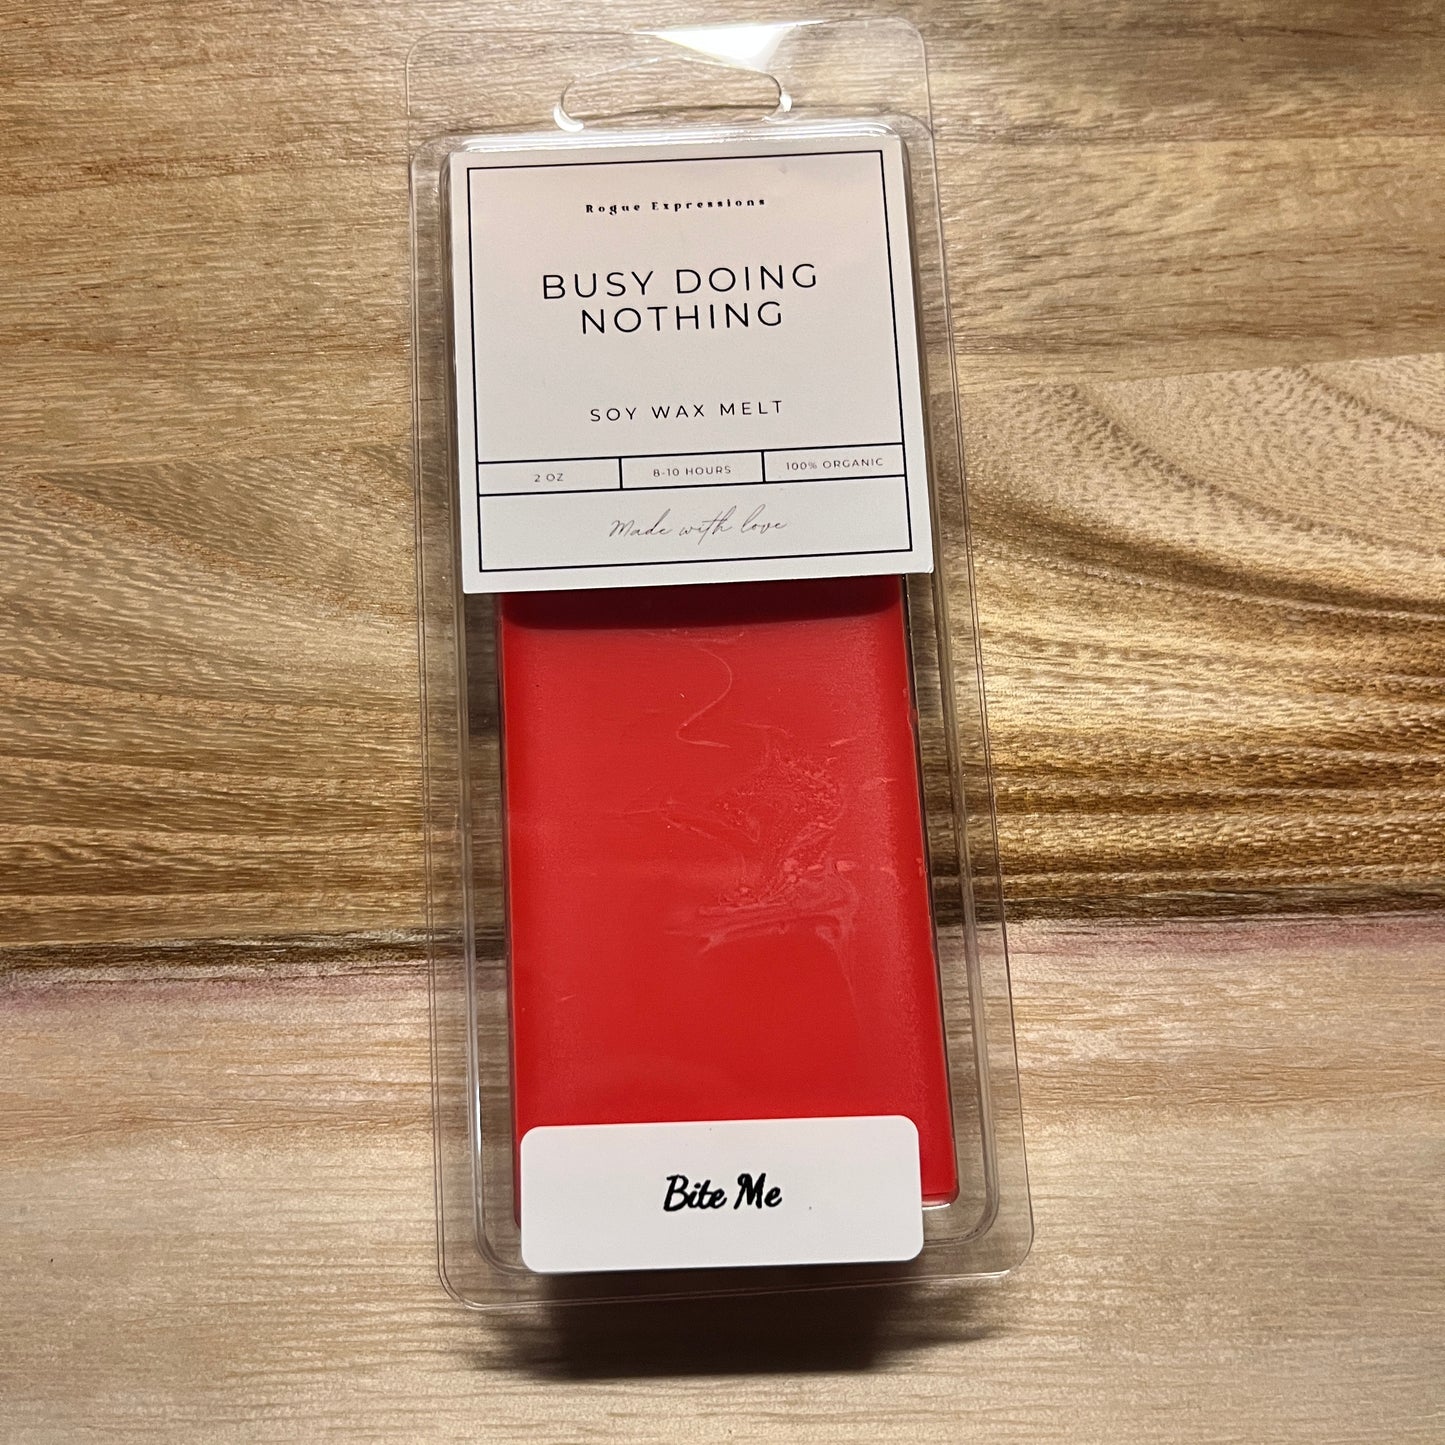 Rogue Expressions
BUSY DOING
NOTHING
SOY WAX MELT
2 OZ
8-10 HOURS
100% ORGANIC
Made with love
Bite Me